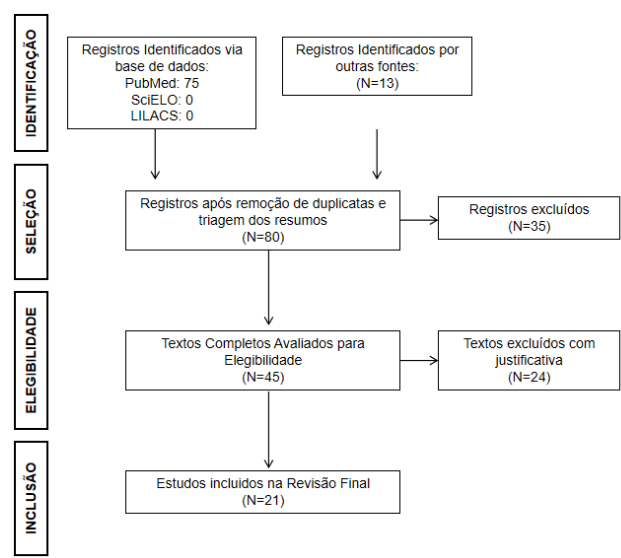 IDENTIFICAÇÃO
Registros Identificados via
base de dados:
PubMed: 75
SciELO: 0
LILACS: 0
Registros Identificados por
outras fontes:
(N=13)
SELEÇÃO
Registros após remoção de duplicatas e
triagem dos resumos
(N=80)
Registros excluídos
(N=35)
ELEGIBILIDADE
Textos Completos Avaliados para
Elegibilidade
(N=45)
Textos excluídos com
justificativa
(N=24)
INCLUSÃO
Estudos incluidos na Revisão Final
(N=21)